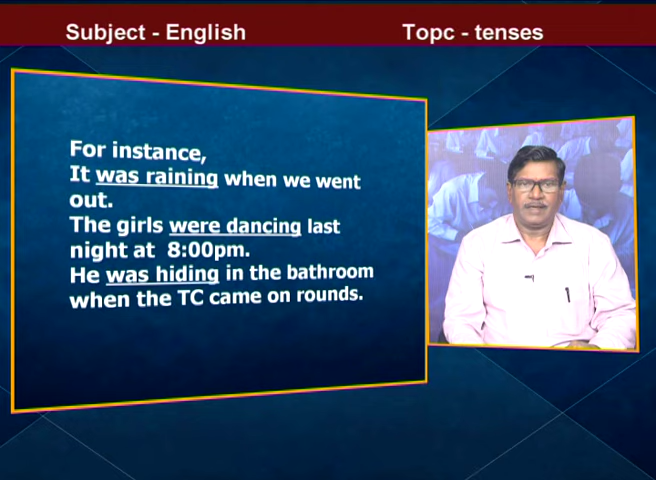 Subject - English
Topc - tenses
For instance,
It was raining when we went
out.
The girls were dancing last
night at 8:00pm.
He was hiding in the bathroom
when the TC came on rounds.